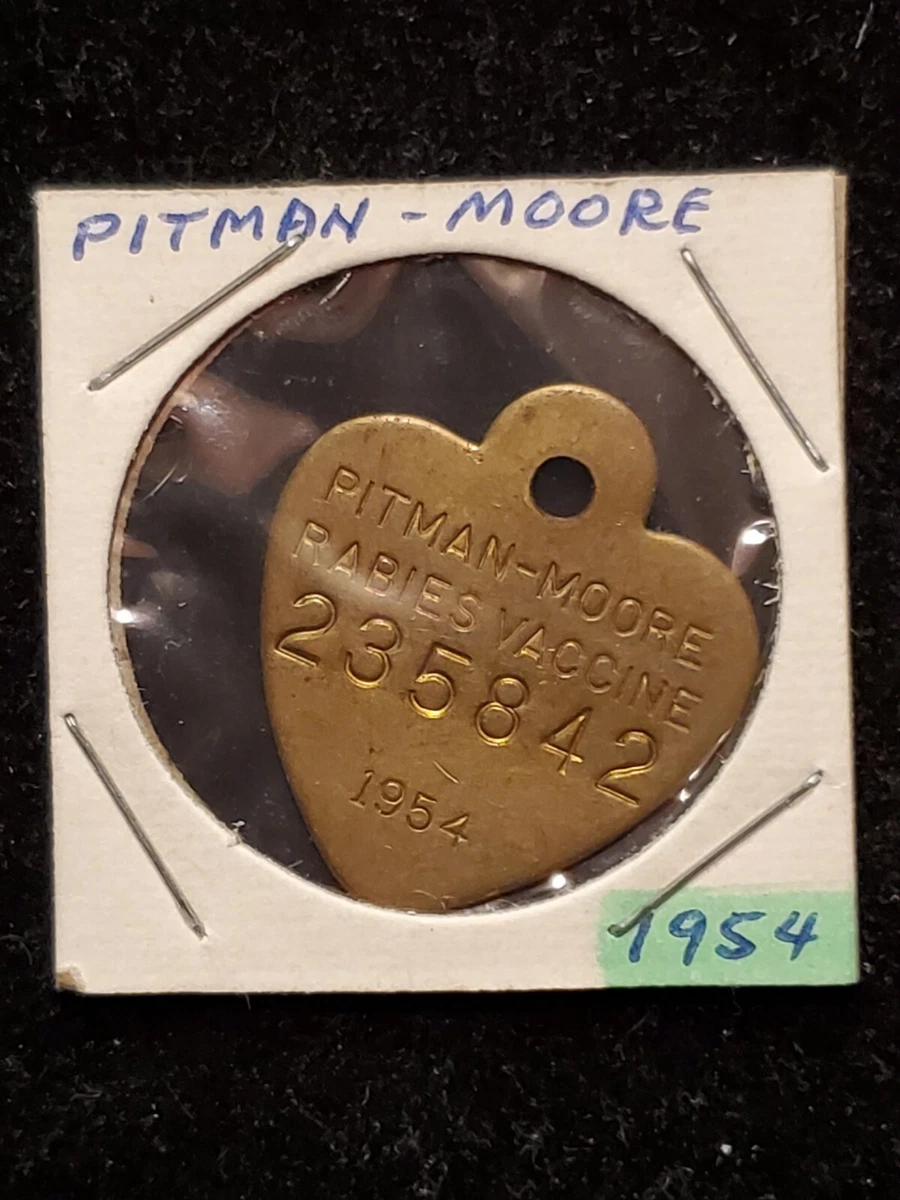 PITMAN - MOORE
PITMAN-MOORE
RABIES VACCINE
235842
1954
1954